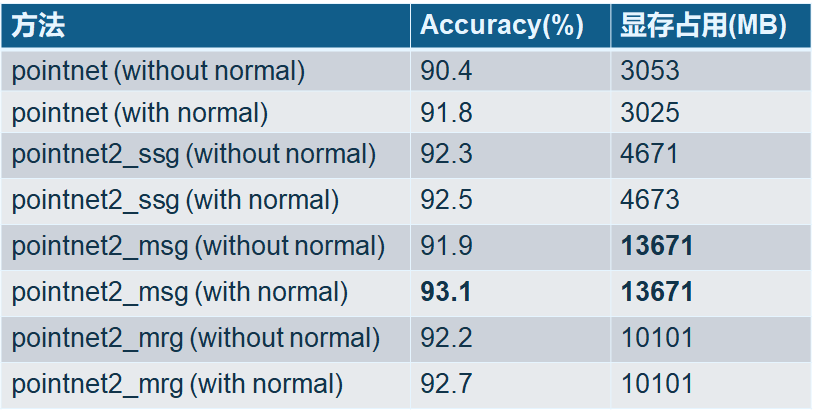 方法 Accuracy(%) 显存占用(MB)
pointnet (without normal) 90.4 3053
pointnet (with normal) 91.8 3025
pointnet2_ssg (without normal) 92.3 4671
pointnet2_ssg (with normal) 92.5 4673
pointnet2_msg (without normal) 91.9 13671
pointnet2_msg (with normal) 93.1 13671
pointnet2_mrg (without normal) 92.2 10101
pointnet2_mrg (with normal) 92.7 10101